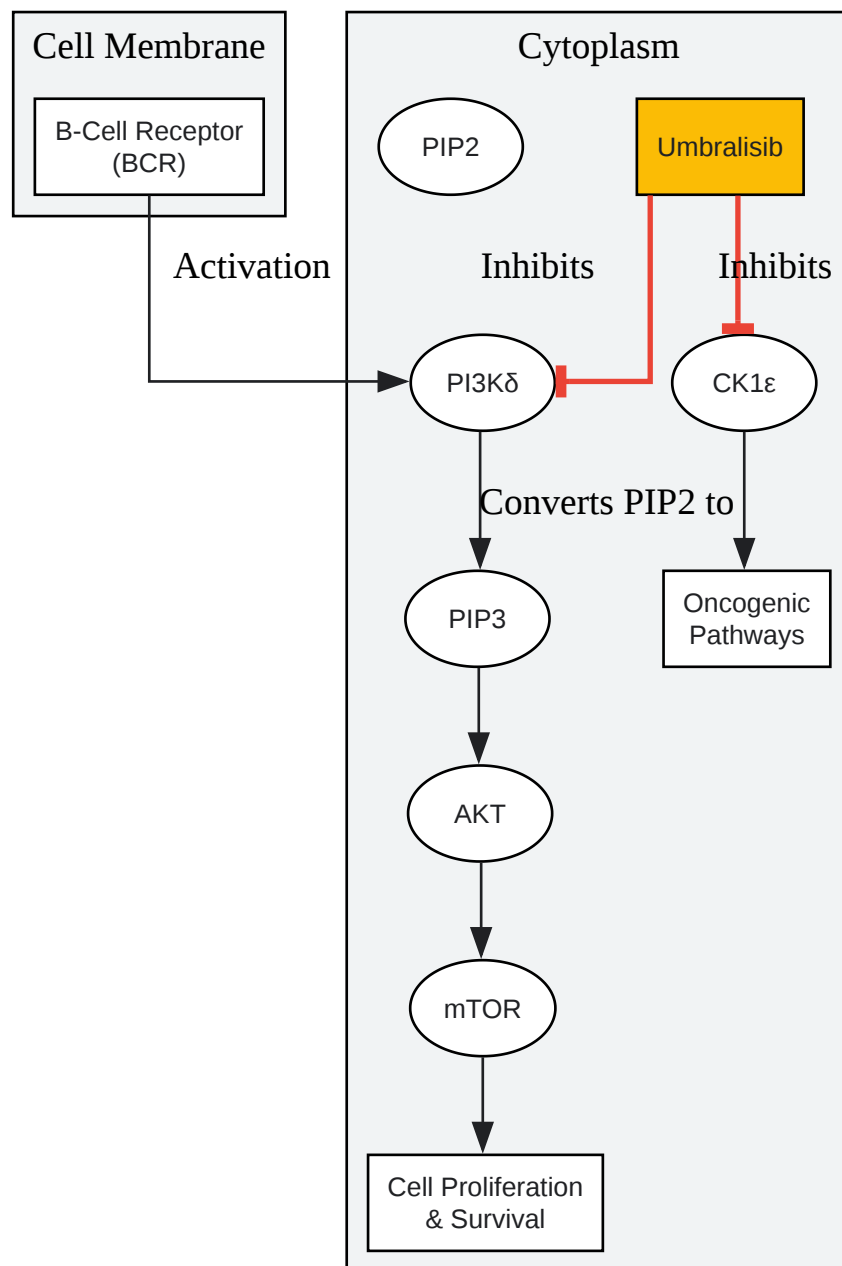 Cell Membrane
Cytoplasm
B-Cell Receptor
(BCR)
PIP2
Umbralisib
Activation
Inhibits
Inhibits
PI3Kδ
CK1ε
Converts PIP2 to
PIP3
Oncogenic
Pathways
AKT
mTOR
Cell Proliferation
& Survival